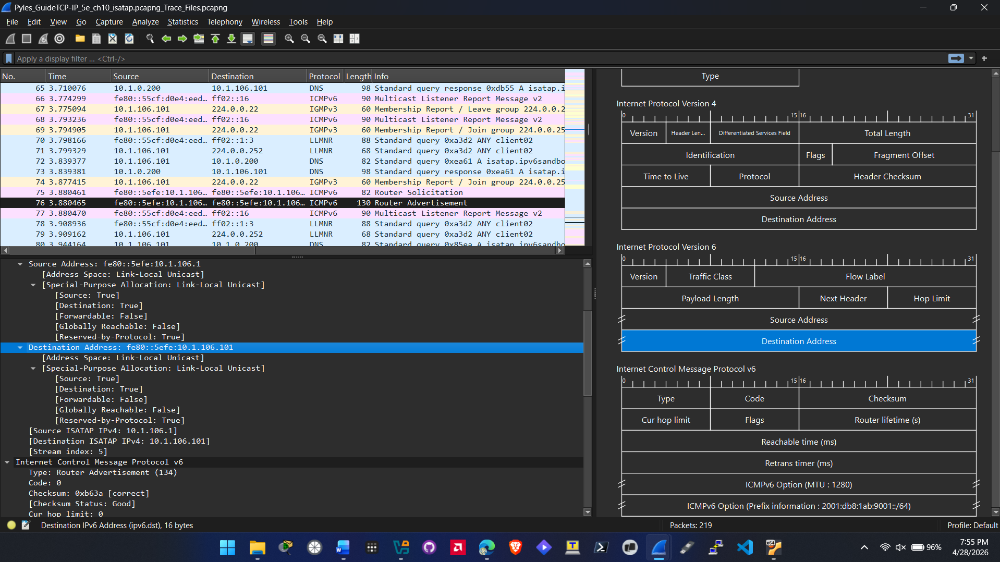 Pyles_GuideTCP-IP_5e_ch10_isatap.pcapng_Trace_Files.pcapng
File Edit View Go Capture Analyze Statistics Telephony Wireless Tools Help
Apply a display filter … <Ctrl-/>
No. Time Source Destination Protocol Length Info
65 3.710076 10.1.0.200 10.1.106.101 DNS 98 Standard query response 0xdb55 A isatap.i
66 3.774299 fe80::55cf:d0e4:eed… ff02::16 ICMPv6 90 Multicast Listener Report Message v2
67 3.775094 10.1.106.101 224.0.0.22 IGMPv3 60 Membership Report / Leave group 224.0.0.2
68 3.793236 fe80::55cf:d0e4:eed… ff02::16 ICMPv6 90 Multicast Listener Report Message v2
69 3.794905 10.1.106.101 224.0.0.22 IGMPv3 60 Membership Report / Join group 224.0.0.25
70 3.798166 fe80::55cf:d0e4:eed… ff02::1:3 LLMNR 88 Standard query 0xa3d2 ANY client02
71 3.799329 10.1.106.101 224.0.0.252 LLMNR 68 Standard query 0xa3d2 ANY client02
72 3.839377 10.1.106.101 10.1.0.200 DNS 82 Standard query 0xea61 A isatap.ipv6sandbo
73 3.839381 10.1.0.200 10.1.106.101 DNS 98 Standard query response 0xea61 A isatap.i
74 3.877415 10.1.106.101 224.0.0.22 IGMPv3 60 Membership Report / Join group 224.0.0.25
75 3.880461 fe80::5efe:10.1.106… fe80::5efe:10.1.106… ICMPv6 82 Router Solicitation
76 3.880465 fe80::5efe:10.1.106… fe80::5efe:10.1.106… ICMPv6 130 Router Advertisement
77 3.880470 fe80::55cf:d0e4:eed… ff02::16 ICMPv6 90 Multicast Listener Report Message v2
78 3.908936 fe80::55cf:d0e4:eed… ff02::1:3 LLMNR 88 Standard query 0xa3d2 ANY client02
79 3.909162 10.1.106.101 224.0.0.252 LLMNR 68 Standard query 0xa3d2 ANY client02
80 3.944164 10.1.106.101 10.1.0.200 DNS 82 Standard query 0x85ea A isatap.ipv6sandbo
Source Address: fe80::5efe:10.1.106.1
[Address Space: Link-Local Unicast]
[Special-Purpose Allocation: Link-Local Unicast]
[Source: True]
[Destination: True]
[Forwardable: False]
[Globally Reachable: False]
[Reserved-by-Protocol: True]
Destination Address: fe80::5efe:10.1.106.101
[Address Space: Link-Local Unicast]
[Special-Purpose Allocation: Link-Local Unicast]
[Source: True]
[Destination: True]
[Forwardable: False]
[Globally Reachable: False]
[Reserved-by-Protocol: True]
[Source ISATAP IPv4: 10.1.106.1]
[Destination ISATAP IPv4: 10.1.106.101]
[Stream index: 5]
Internet Control Message Protocol v6
Type: Router Advertisement (134)
Code: 0
Checksum: 0xb63a [correct]
[Checksum Status: Good]
Cur hop limit: 0
Type
Internet Protocol Version 4
0 15 16 31
Version Header Len… Differentiated Services Field Total Length
Identification Flags Fragment Offset
Time to Live Protocol Header Checksum
Source Address
Destination Address
Internet Protocol Version 6
0 15 16 31
Version Traffic Class Flow Label
Payload Length Next Header Hop Limit
Source Address
Destination Address
Internet Control Message Protocol v6
0 15 16 31
Type Code Checksum
Cur hop limit Flags Router lifetime (s)
Reachable time (ms)
Retrans timer (ms)
ICMPv6 Option (MTU : 1280)
ICMPv6 Option (Prefix information : 2001:db8:1ab:9001::/64)
Destination IPv6 Address (ipv6.dst), 16 bytes Packets: 219 Profile: Default
96% 7:55 PM
4/28/2026